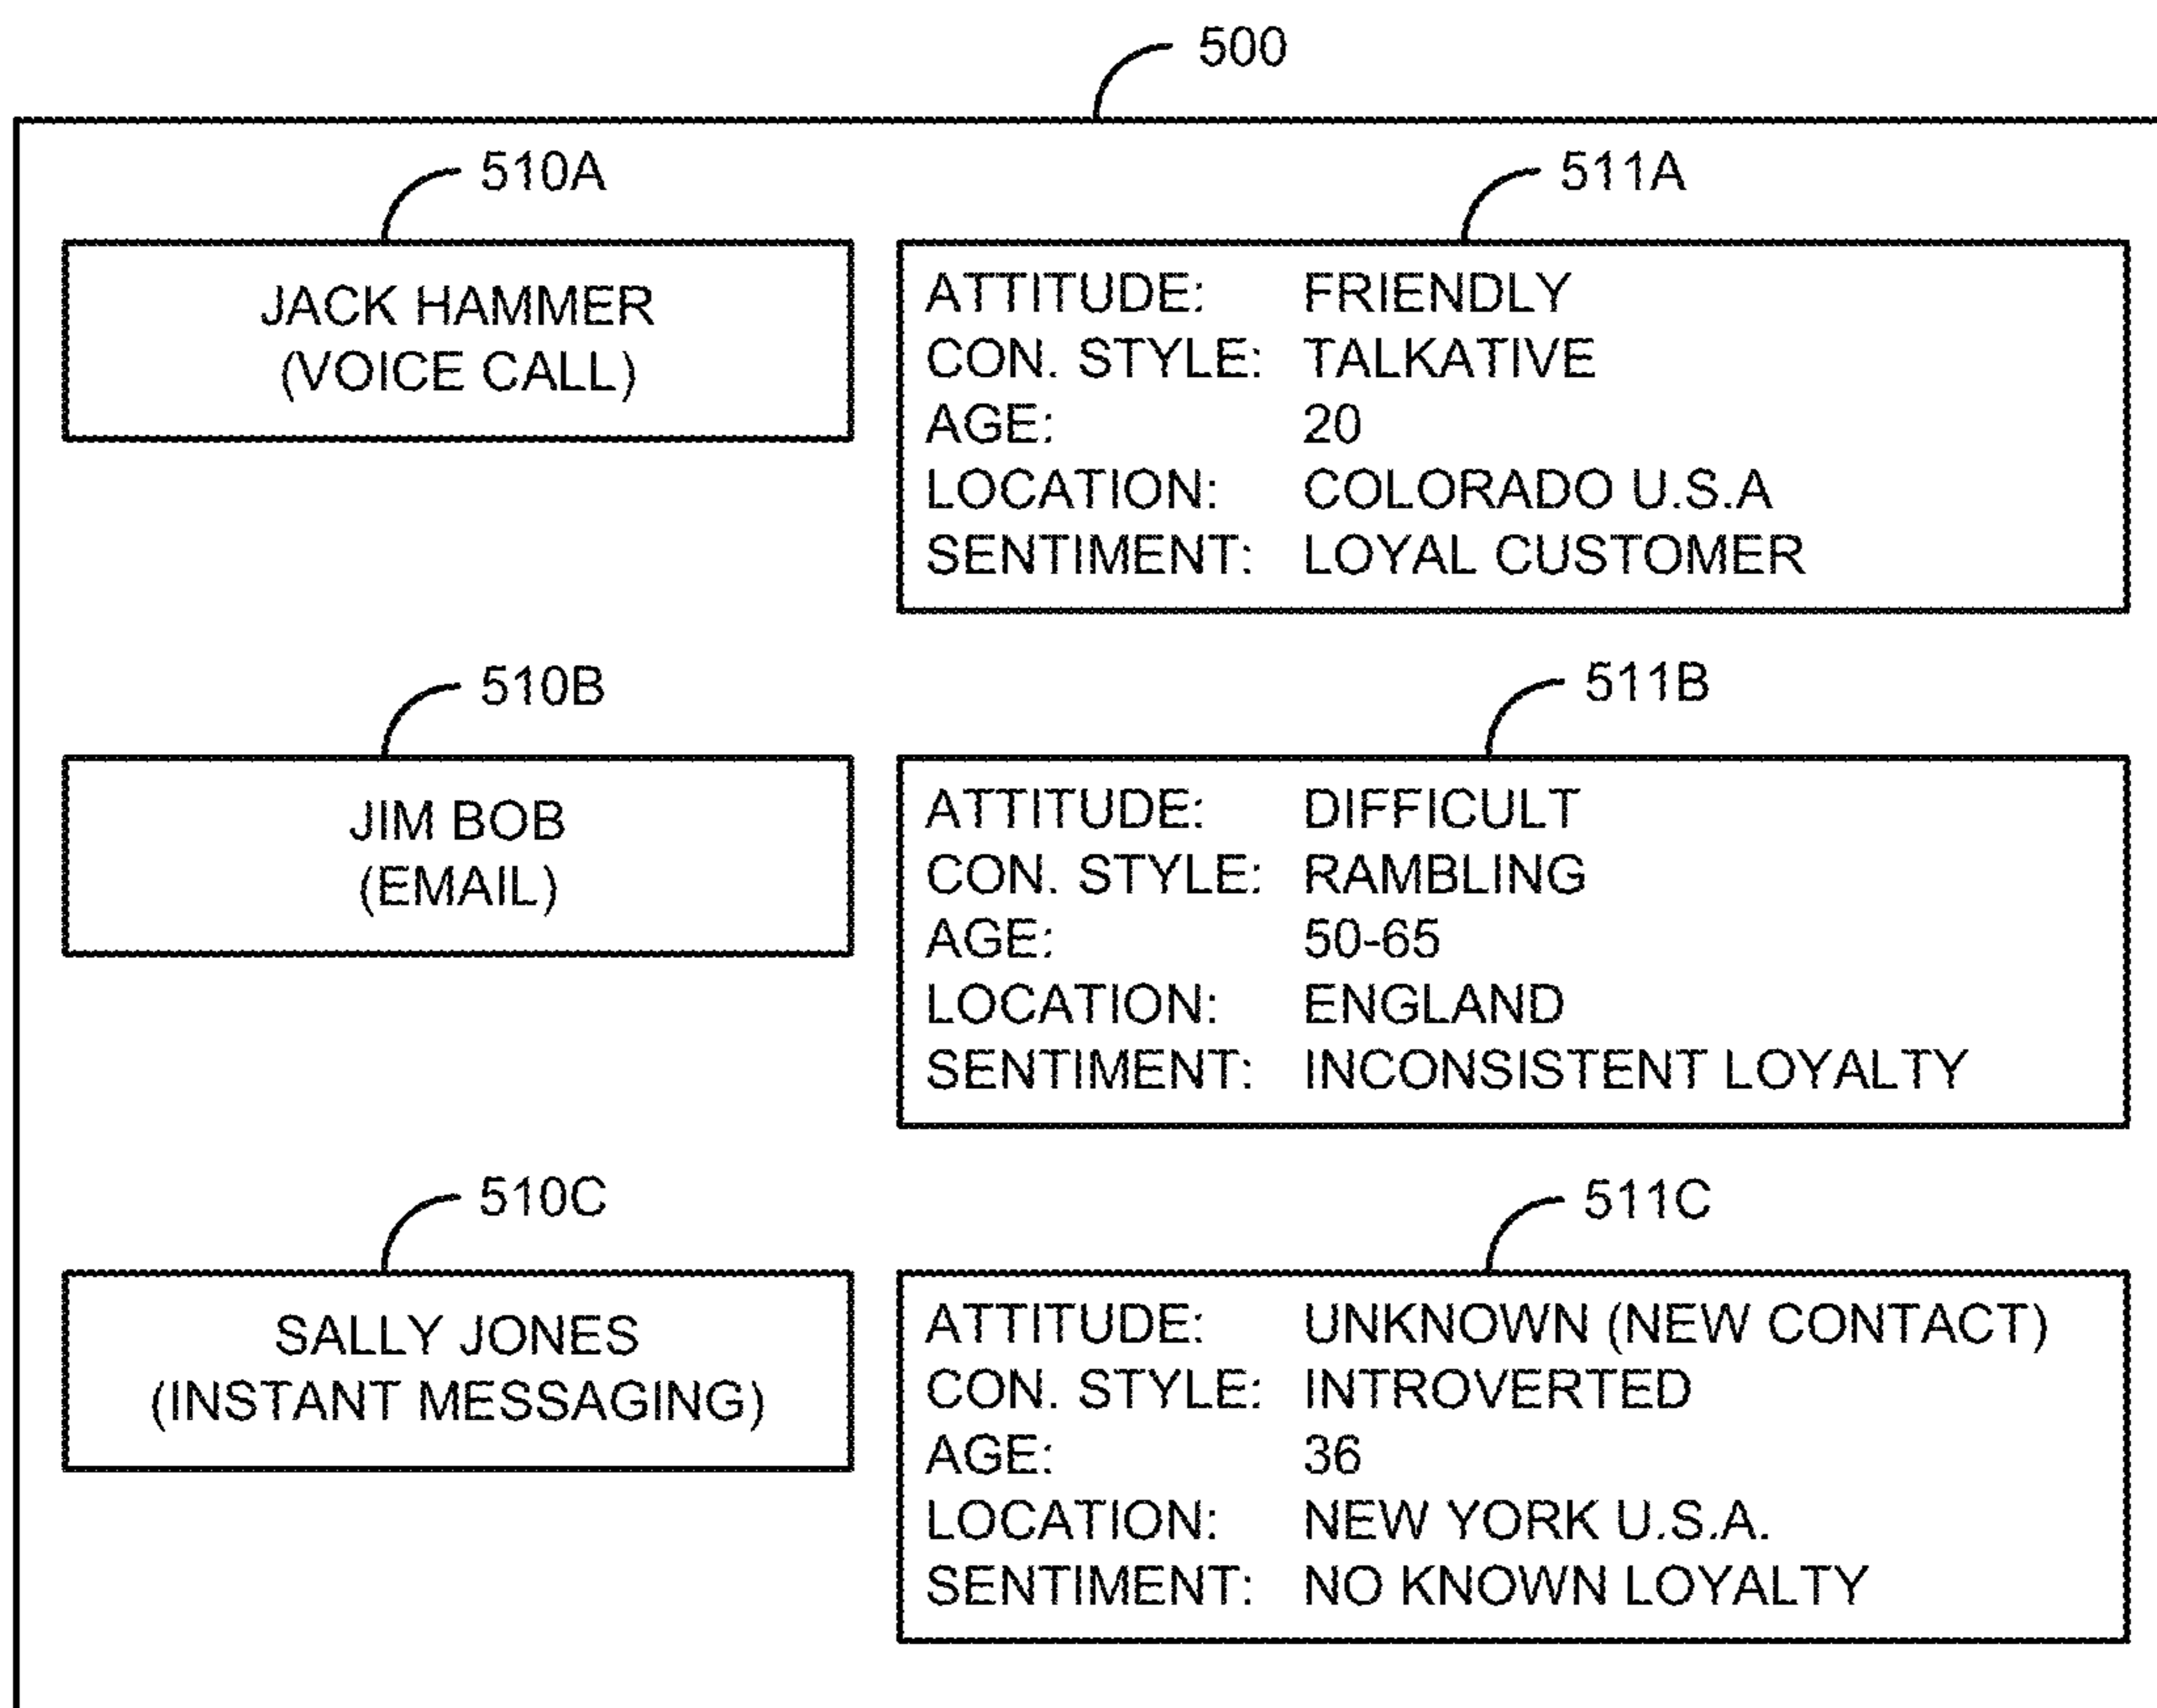 500
510A
511A
JACK HAMMER
(VOICE CALL)
ATTITUDE: FRIENDLY
CON. STYLE: TALKATIVE
AGE: 20
LOCATION: COLORADO U.S.A
SENTIMENT: LOYAL CUSTOMER
510B
511B
JIM BOB
(EMAIL)
ATTITUDE: DIFFICULT
CON. STYLE: RAMBLING
AGE: 50-65
LOCATION: ENGLAND
SENTIMENT: INCONSISTENT LOYALTY
510C
511C
SALLY JONES
(INSTANT MESSAGING)
ATTITUDE: UNKNOWN (NEW CONTACT)
CON. STYLE: INTROVERTED
AGE: 36
LOCATION: NEW YORK U.S.A.
SENTIMENT: NO KNOWN LOYALTY